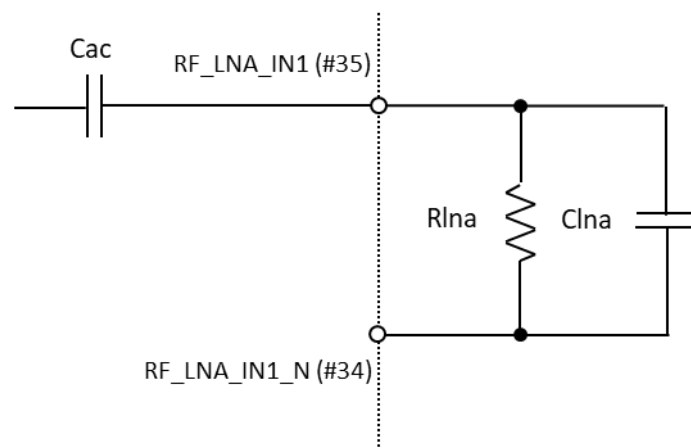 Cac
RF_LNA_IN1 (#35)
Rlna
Clna
RF_LNA_IN1_N (#34)